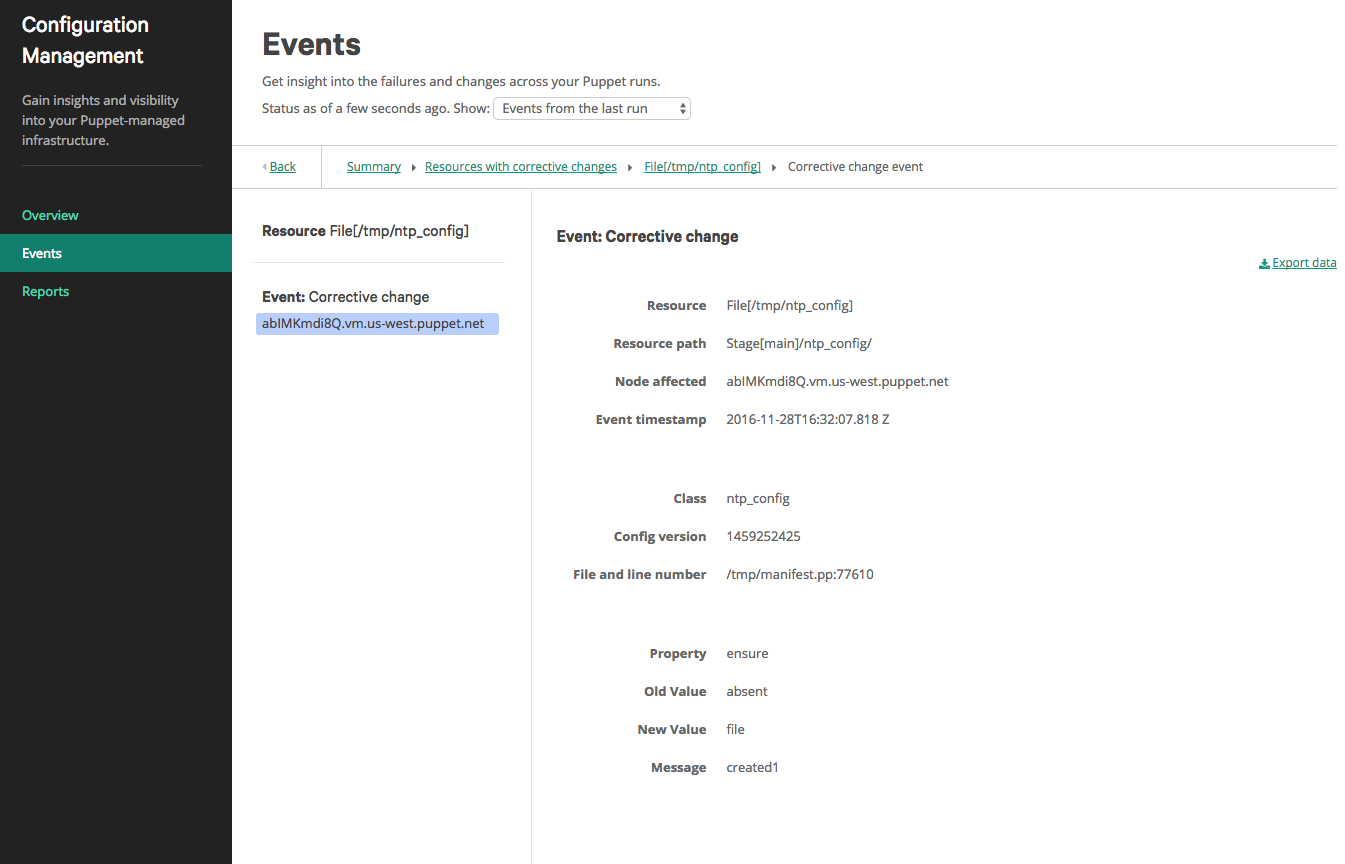 Configuration
Management
Gain insights and visibility
into your Puppet-managed
infrastructure.
Overview
Events
Reports
Events
Get insight into the failures and changes across your Puppet runs.
Status as of a few seconds ago. Show: Events from the last run
Back Summary Resources with corrective changes File[/tmp/ntp_config] Corrective change event
Resource File[/tmp/ntp_config]
Event: Corrective change
abIMKmdi8Q.vm.us-west.puppet.net
Event: Corrective change
Export data
Resource File[/tmp/ntp_config]
Resource path Stage[main]/ntp_config/
Node affected abIMKmdi8Q.vm.us-west.puppet.net
Event timestamp 2016-11-28T16:32:07.818 Z
Class ntp_config
Config version 1459252425
File and line number /tmp/manifest.pp:77610
Property ensure
Old Value absent
New Value file
Message created1